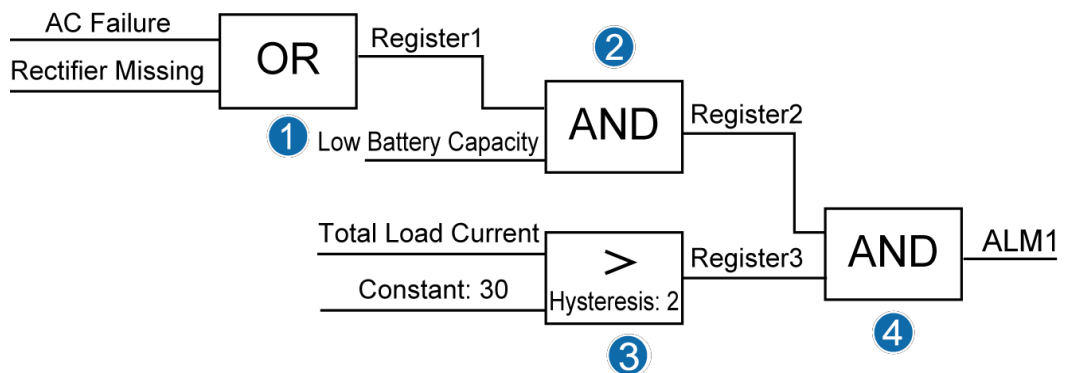 AC Failure
OR
Register1
Rectifier Missing
1
2
AND
Register2
Low Battery Capacity
Total Load Current
>
Hysteresis: 2
Constant: 30
Register3
3
AND
ALM1
4